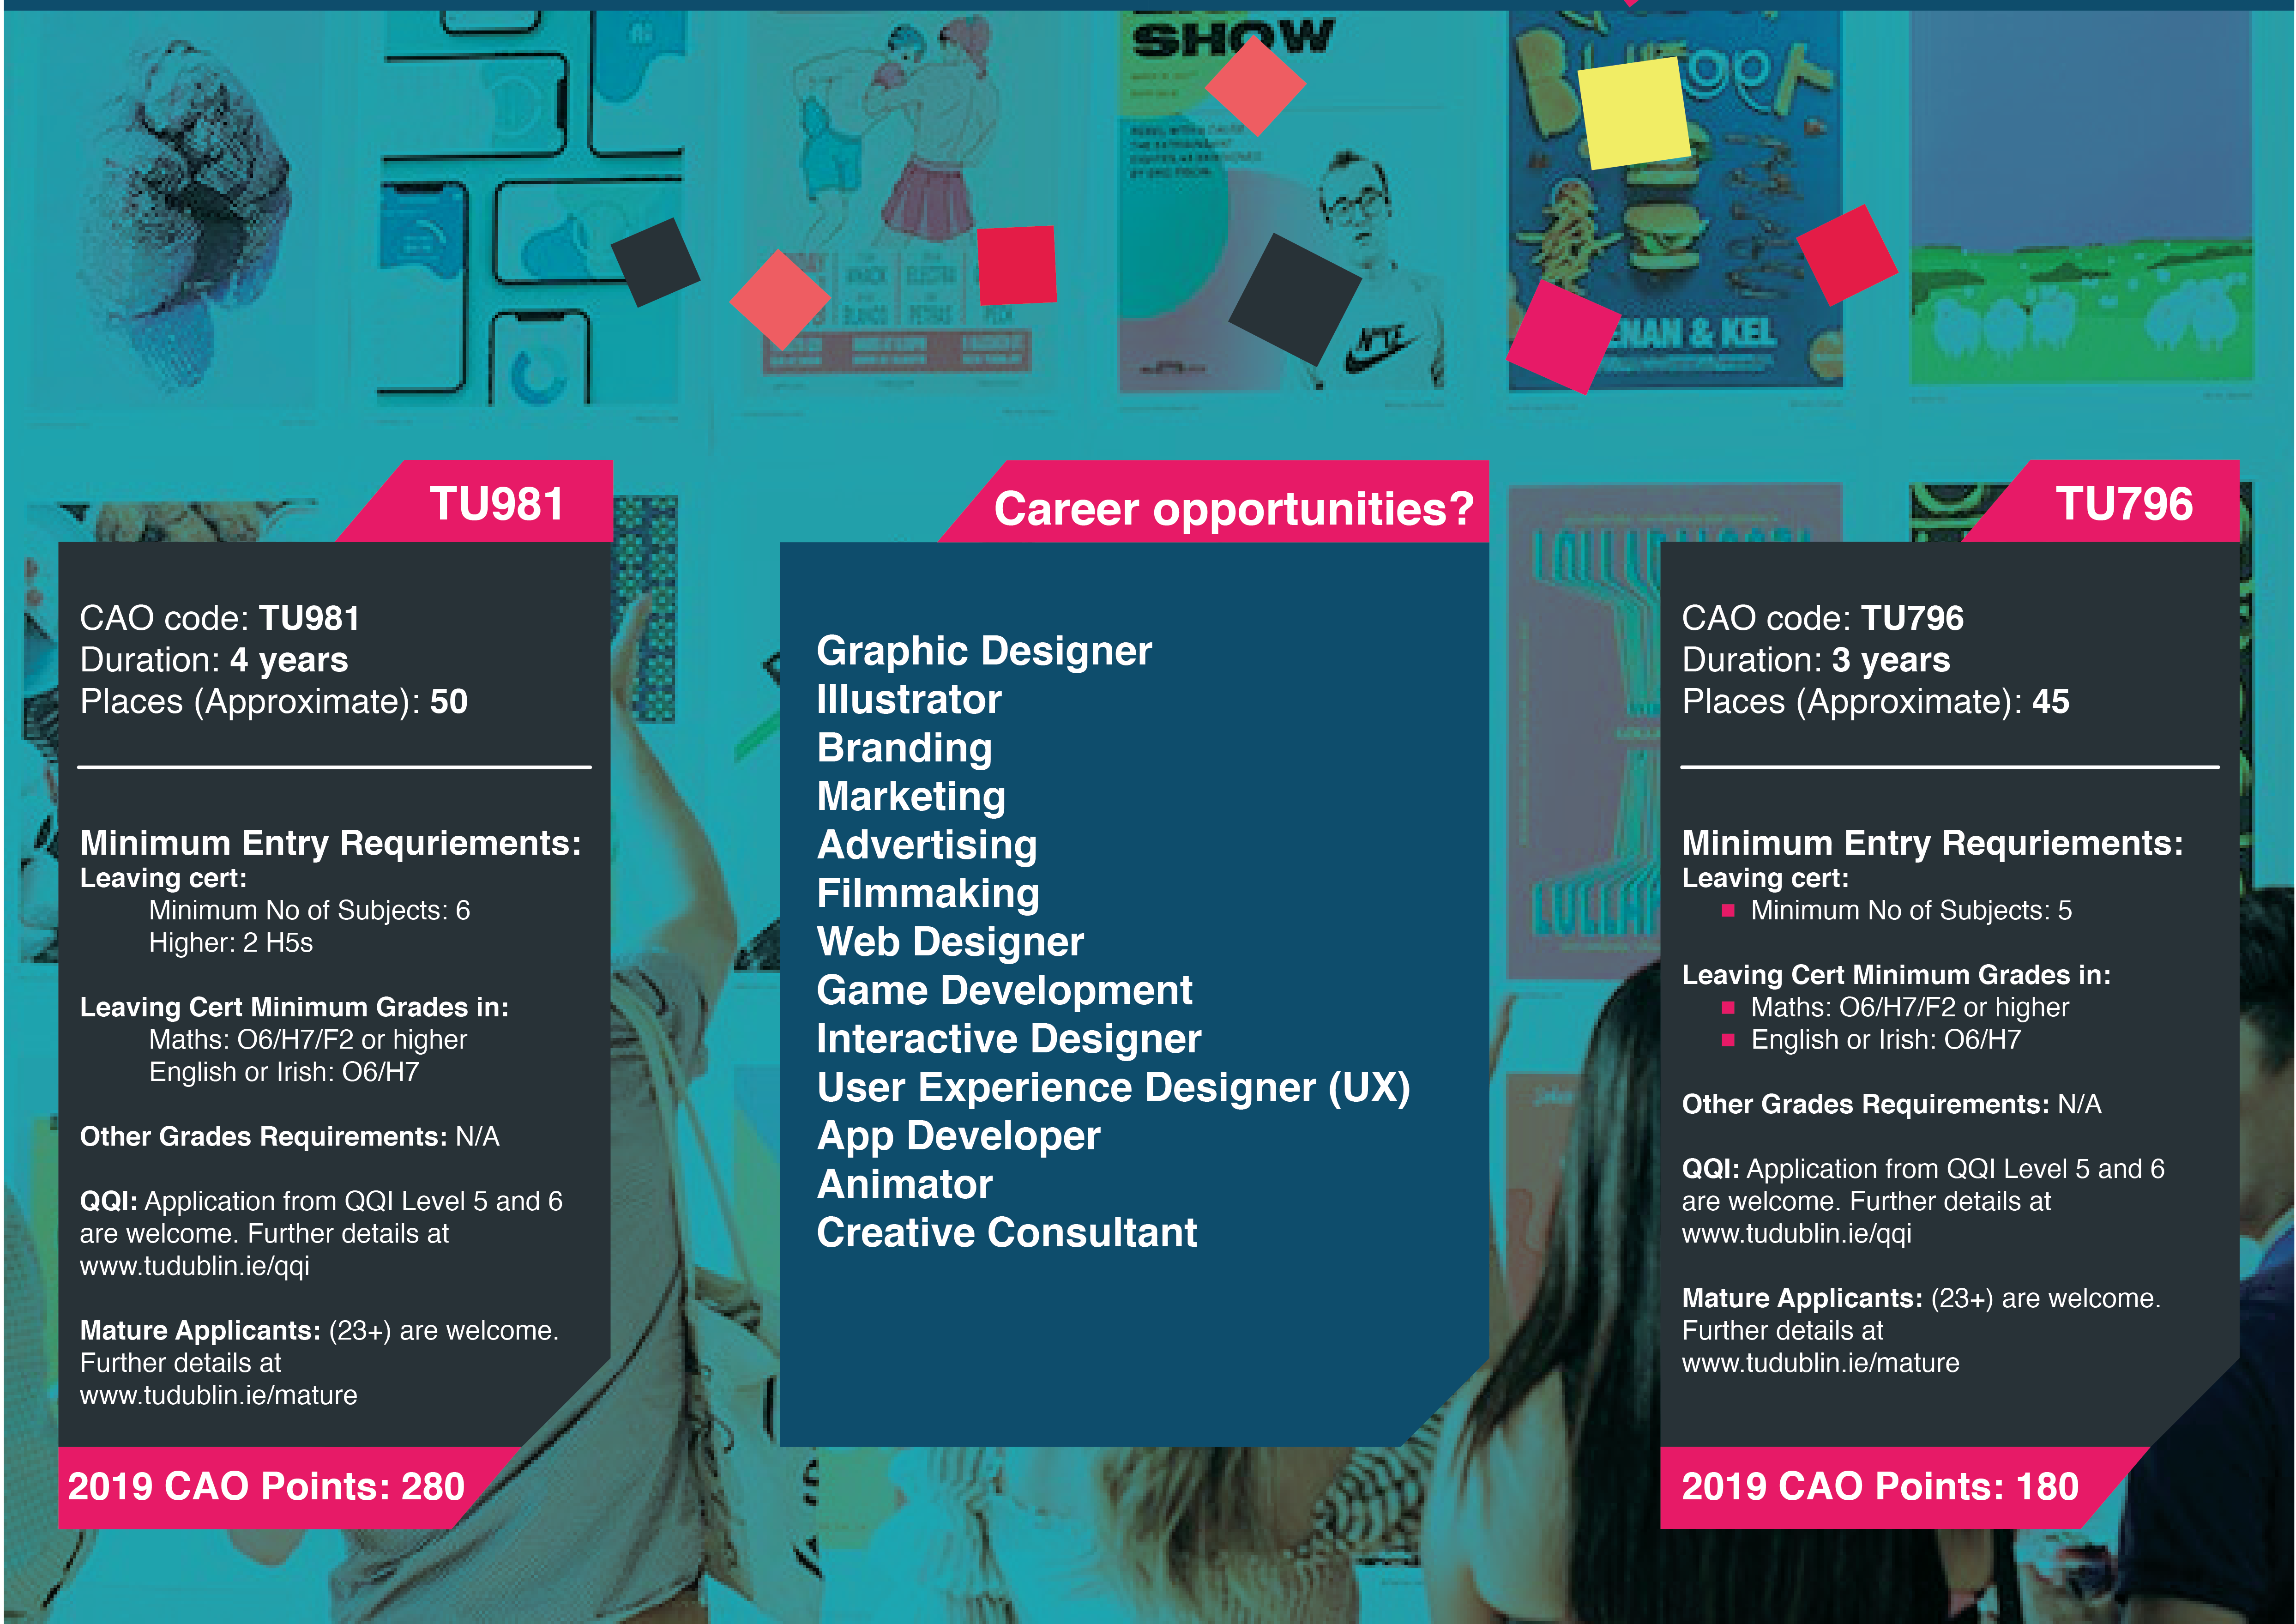 SHOW
WHACK
ELECTRA
BLANCO
PETRAS
PECK
NYC
ENAN & KEL
TU981
CAO code: TU981
Duration: 4 years
Places (Approximate): 50
Minimum Entry Requriements:
Leaving cert:
Minimum No of Subjects: 6
Higher: 2 H5s
Leaving Cert Minimum Grades in:
Maths: O6/H7/F2 or higher
English or Irish: O6/H7
Other Grades Requirements: N/A
QQI: Application from QQI Level 5 and 6
are welcome. Further details at
www.tudublin.ie/qqi
Mature Applicants: (23+) are welcome.
Further details at
www.tudublin.ie/mature
2019 CAO Points: 280
Career opportunities?
Graphic Designer
Illustrator
Branding
Marketing
Advertising
Filmmaking
Web Designer
Game Development
Interactive Designer
User Experience Designer (UX)
App Developer
Animator
Creative Consultant
TU796
CAO code: TU796
Duration: 3 years
Places (Approximate): 45
Minimum Entry Requriements:
Leaving cert:
Minimum No of Subjects: 5
Leaving Cert Minimum Grades in:
Maths: O6/H7/F2 or higher
English or Irish: O6/H7
Other Grades Requirements: N/A
QQI: Application from QQI Level 5 and 6
are welcome. Further details at
www.tudublin.ie/qqi
Mature Applicants: (23+) are welcome.
Further details at
www.tudublin.ie/mature
2019 CAO Points: 180